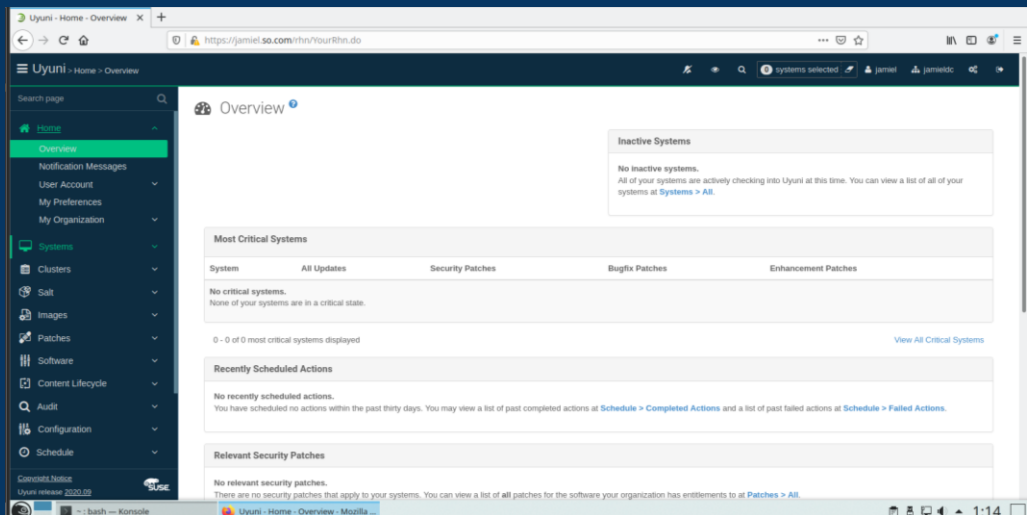 Uyuni - Home - Overview
https://jamiel.so.com/rhn/YourRhn.do
Uyuni > Home > Overview
0 systems selected
jamiel
jamieldc
Search page
Home
Overview
Notification Messages
User Account
My Preferences
My Organization
Systems
Clusters
Salt
Images
Patches
Software
Content Lifecycle
Audit
Configuration
Schedule
Copyright Notice
Uyuni release 2020.09
SUSE
Overview
Inactive Systems
No inactive systems.
All of your systems are actively checking into Uyuni at this time. You can view a list of all of your
systems at Systems > All.
Most Critical Systems
System All Updates Security Patches Bugfix Patches Enhancement Patches
No critical systems.
None of your systems are in a critical state.
0 - 0 of 0 most critical systems displayed
View All Critical Systems
Recently Scheduled Actions
No recently scheduled actions.
You have scheduled no actions within the past thirty days. You may view a list of past completed actions at Schedule > Completed Actions and a list of past failed actions at Schedule > Failed Actions.
Relevant Security Patches
No relevant security patches.
There are no security patches that apply to your systems. You can view a list of all patches for the software your organization has entitlements to at Patches > All.
~ : bash — Konsole
Uyuni - Home - Overview - Mozilla ...
1:14